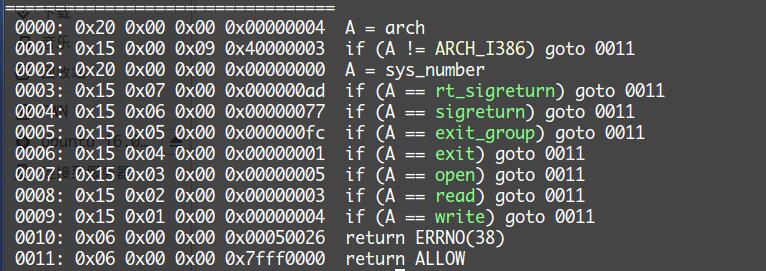 =================================
0000: 0x20 0x00 0x00 0x00000004 A = arch
0001: 0x15 0x00 0x09 0x40000003 if (A != ARCH_I386) goto 0011
0002: 0x20 0x00 0x00 0x00000000 A = sys_number
0003: 0x15 0x07 0x00 0x000000ad if (A == rt_sigreturn) goto 0011
0004: 0x15 0x06 0x00 0x00000077 if (A == sigreturn) goto 0011
0005: 0x15 0x05 0x00 0x000000fc if (A == exit_group) goto 0011
0006: 0x15 0x04 0x00 0x00000001 if (A == exit) goto 0011
0007: 0x15 0x03 0x00 0x00000005 if (A == open) goto 0011
0008: 0x15 0x02 0x00 0x00000003 if (A == read) goto 0011
0009: 0x15 0x01 0x00 0x00000004 if (A == write) goto 0011
0010: 0x06 0x00 0x00 0x00050026 return ERRNO(38)
0011: 0x06 0x00 0x00 0x7fff0000 return ALLOW